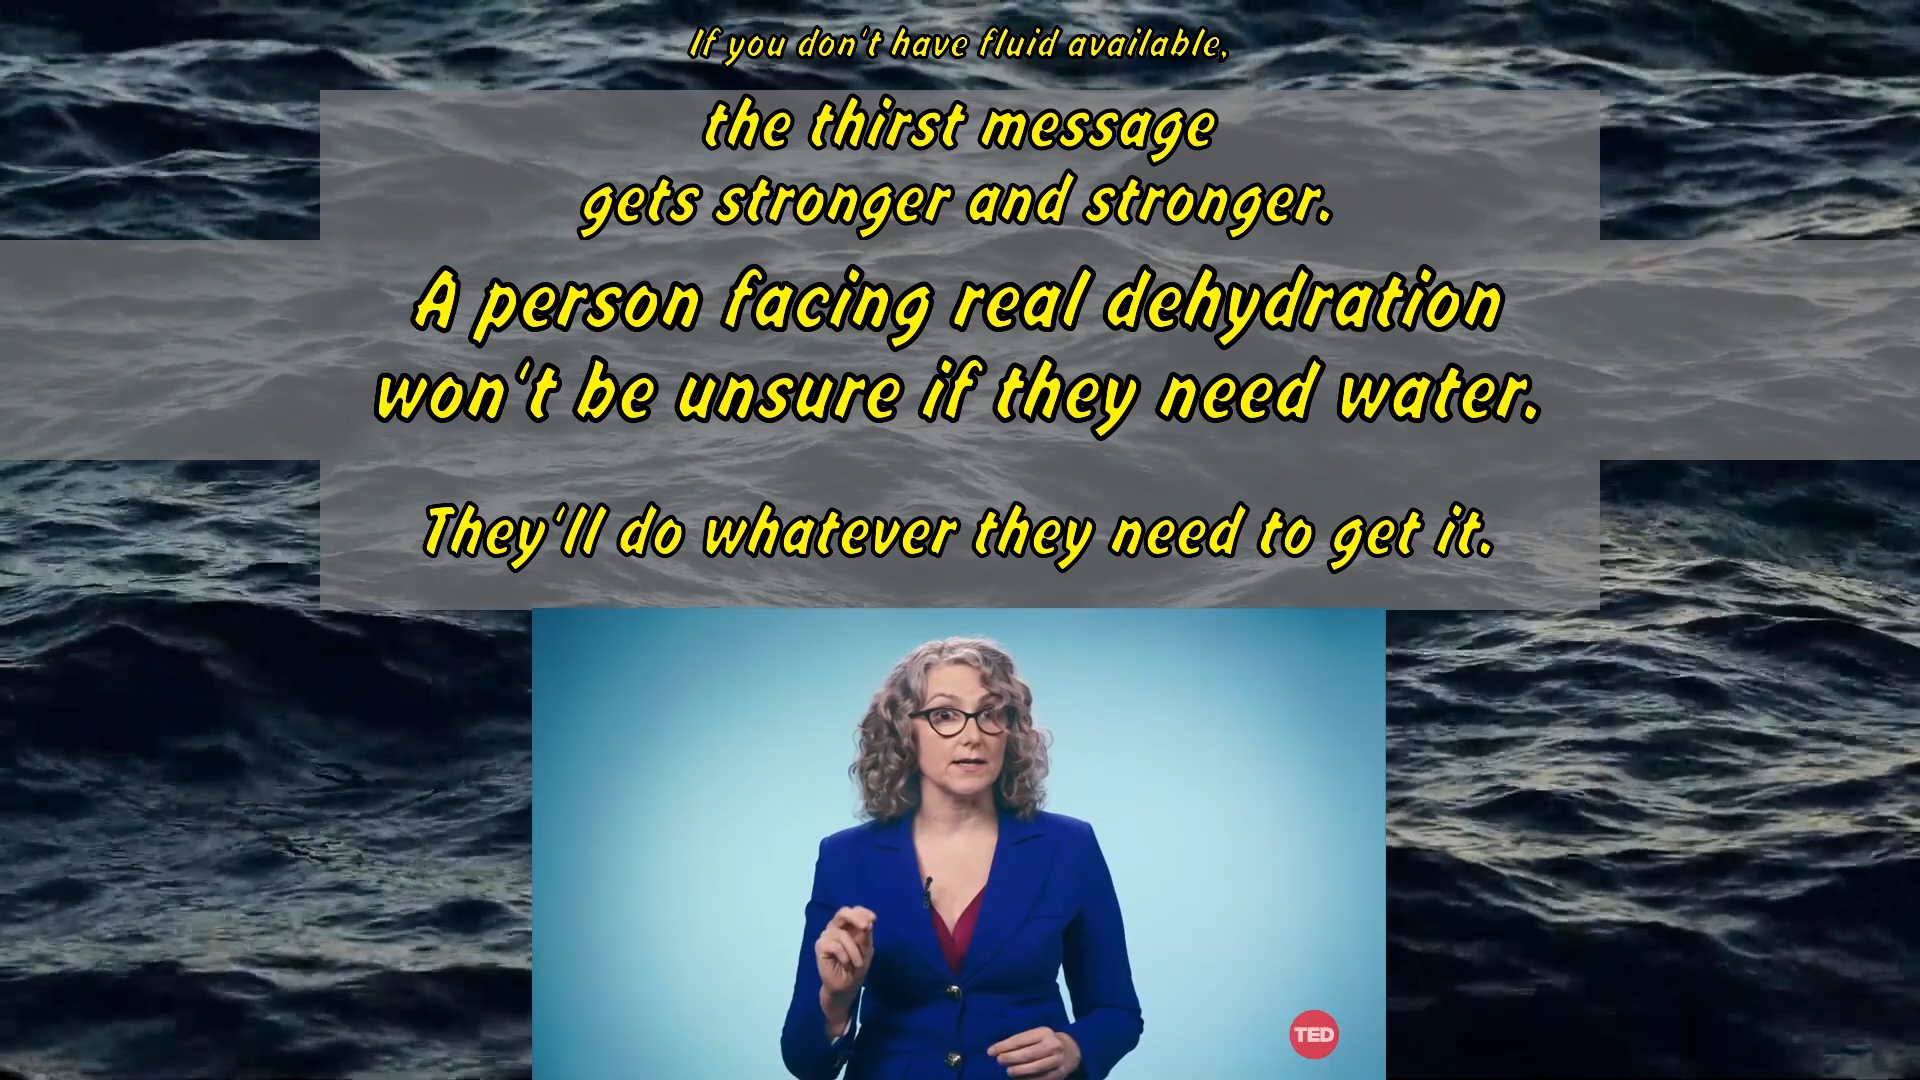 If you don't have fluid available,
the thirst message
gets stronger and stronger.
A person facing real dehydration
won't be unsure if they need water.
They'll do whatever they need to get it.
TED